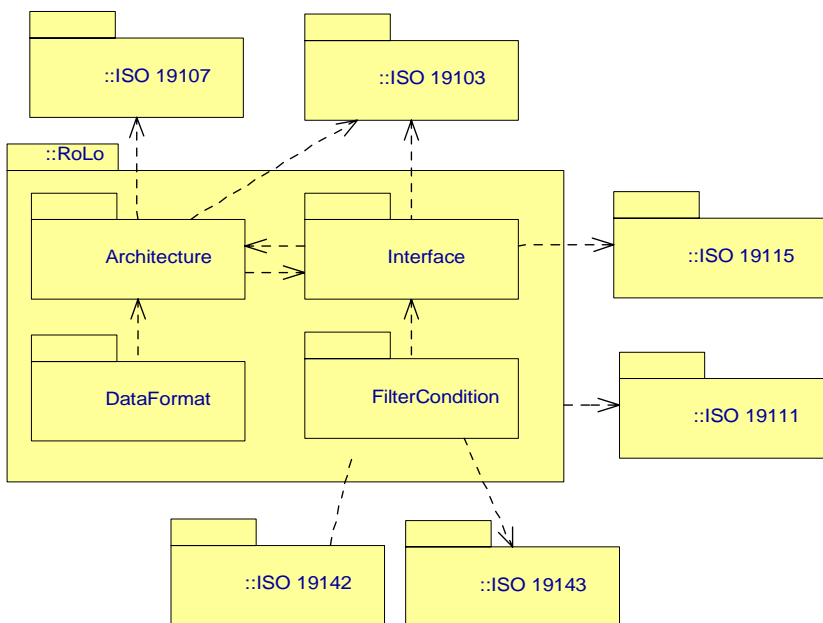 ::ISO 19107
::ISO 19103
::RoLo
Architecture
Interface
::ISO 19115
DataFormat
FilterCondition
::ISO 19111
::ISO 19142
::ISO 19143